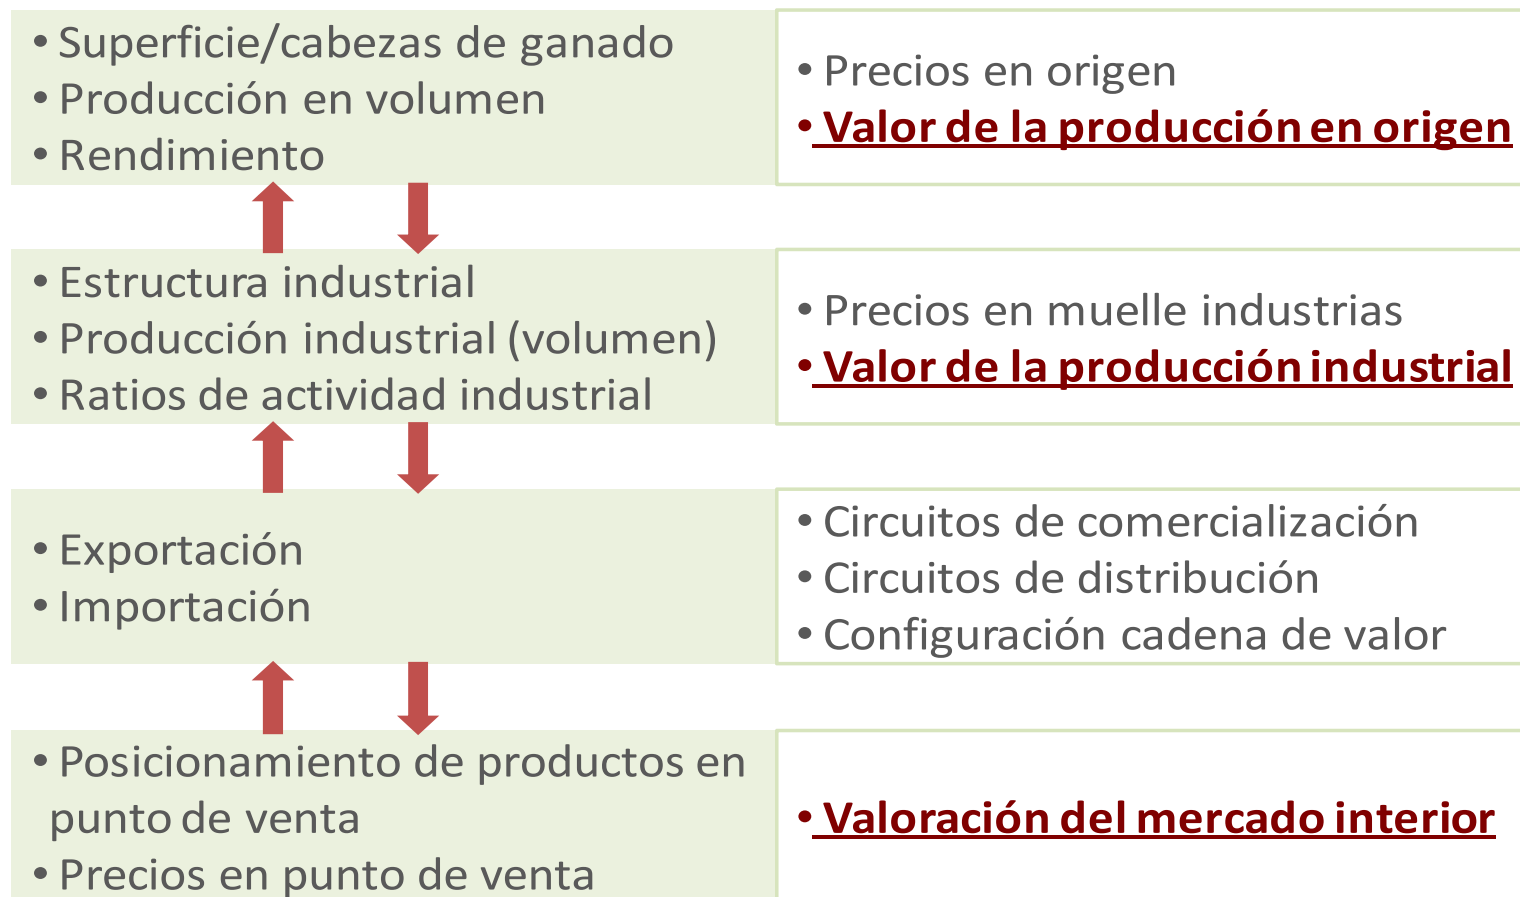 • Superficie/cabezas de ganado
• Producción en volumen
• Rendimiento
• Precios en origen
• Valor de la producción en origen
• Estructura industrial
• Producción industrial (volumen)
• Ratios de actividad industrial
• Precios en muelle industrias
• Valor de la producción industrial
• Exportación
• Importación
• Circuitos de comercialización
• Circuitos de distribución
• Configuración cadena de valor
• Posicionamiento de productos en
punto de venta
• Precios en punto de venta
• Valoración del mercado interior